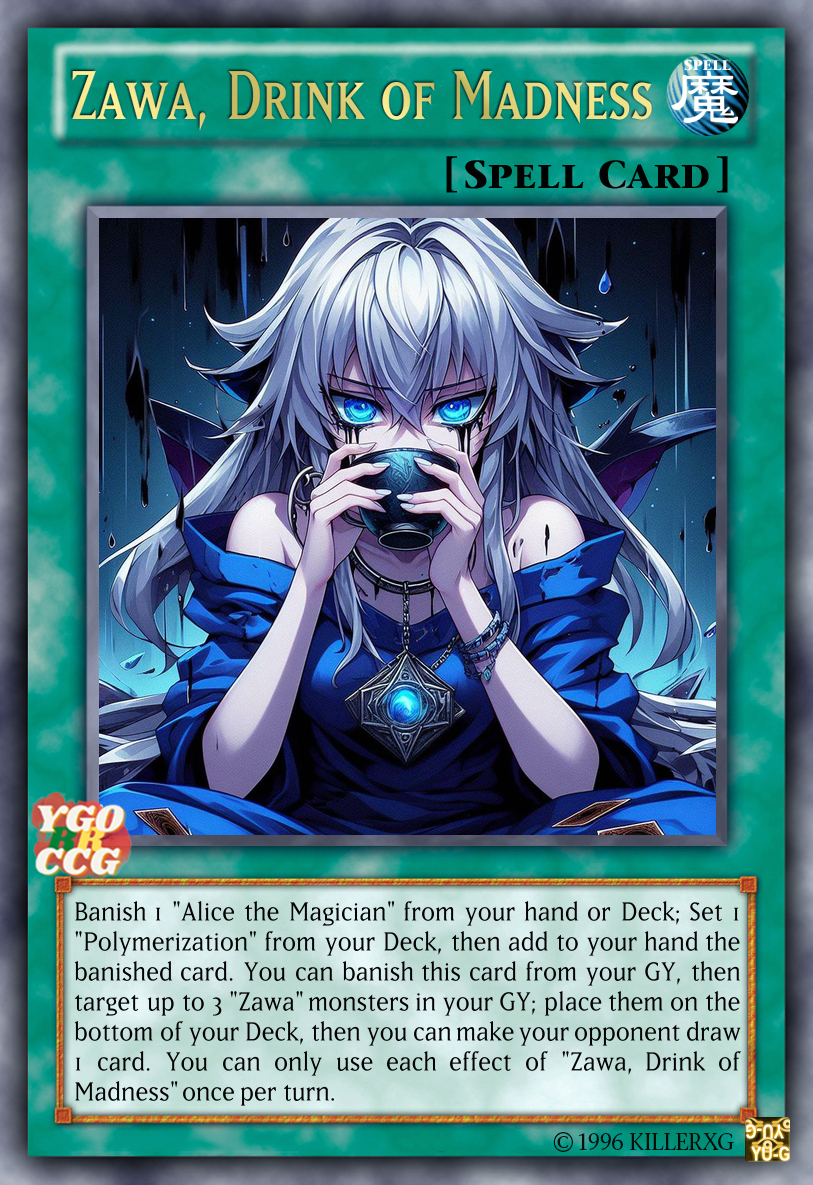 Zawa, Drink of Madness
SPELL
魔
[Spell Card]
YGO
BR
CCG
Banish 1 "Alice the Magician" from your hand or Deck; Set 1
"Polymerization" from your Deck, then add to your hand the
banished card. You can banish this card from your GY, then
target up to 3 "Zawa" monsters in your GY; place them on the
bottom of your Deck, then you can make your opponent draw
1 card. You can only use each effect of "Zawa, Drink of
Madness" once per turn.
© 1996 KILLERXG